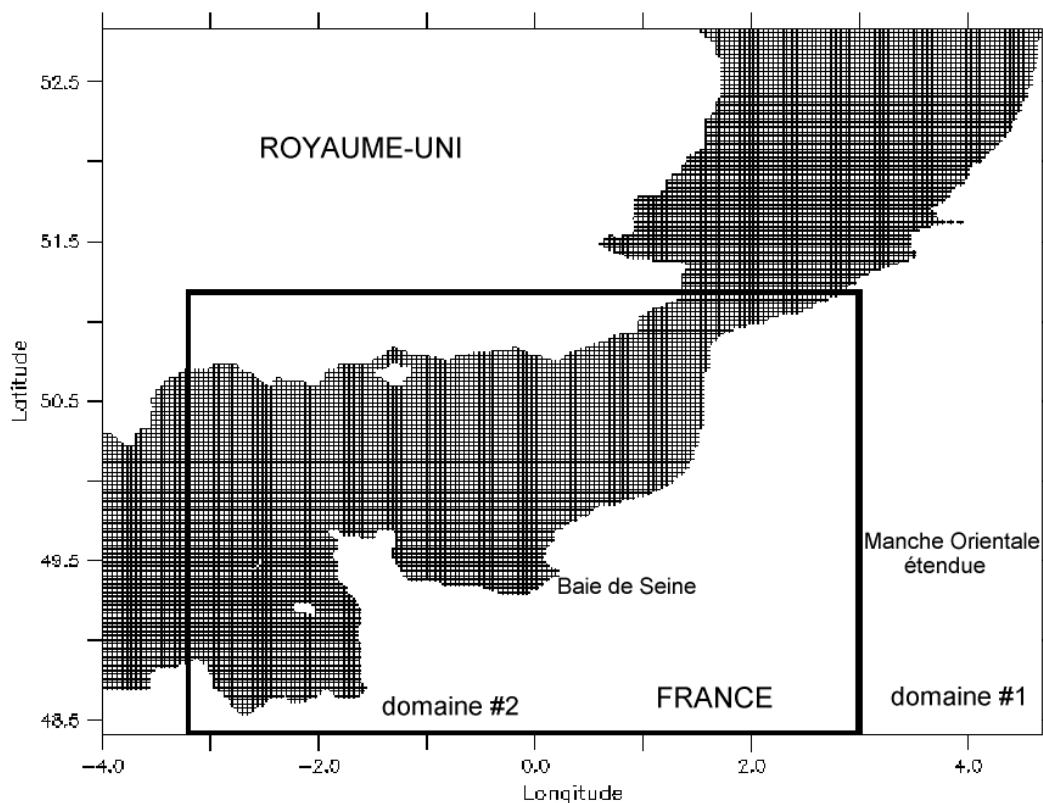 52.5
ROYAUME-UNI
51.5
Latitude
50.5
Manche Orientale
étendue
49.5
Baie de Seine
domaine #2
FRANCE
domaine #1
48.5
-4.0 -2.0 0.0 2.0 4.0
Longitude